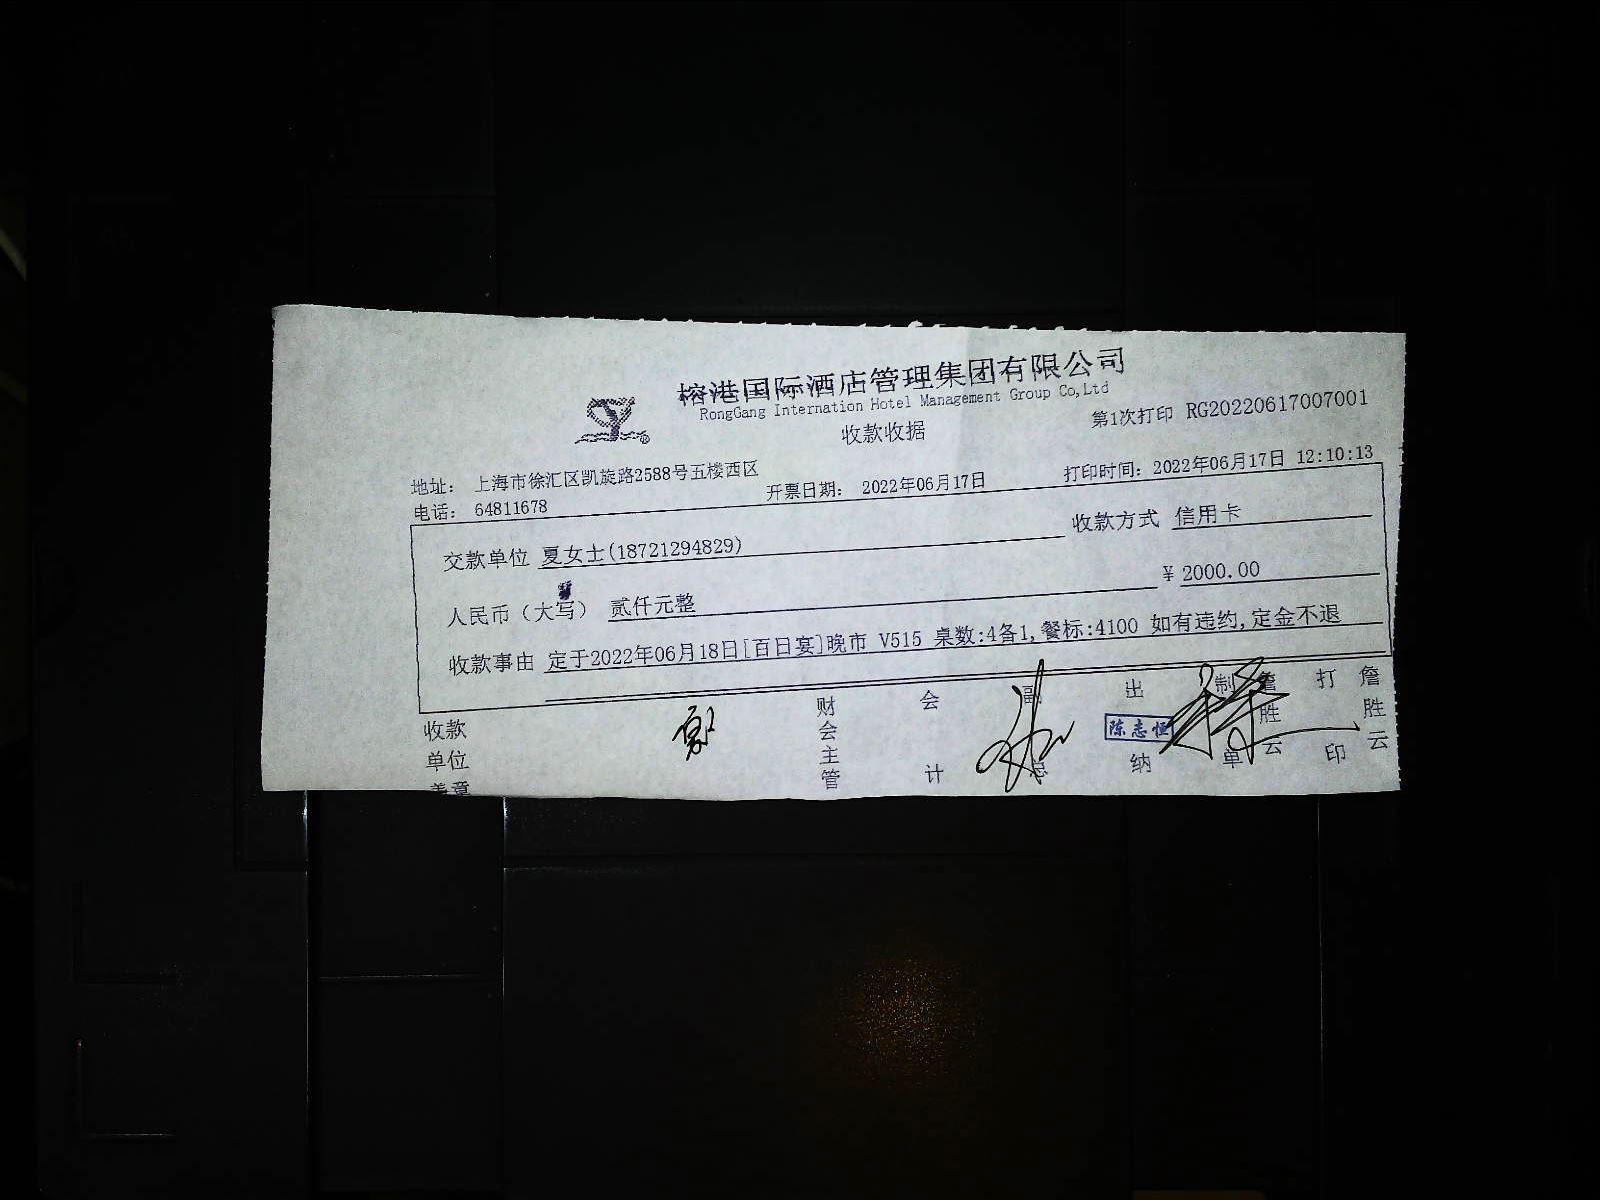 榕港国际酒店管理集团有限公司
RongGang Internation Hotel Management Group Co,Ltd
收款收据
第1次打印 RG20220617007001
地址： 上海市徐汇区凯旋路2588号五楼西区
电话： 64811678
开票日期： 2022年06月17日
打印时间：2022年06月17日 12:10:13
交款单位 夏女士(18721294829)
收款方式 信用卡
人民币（大写） 贰仟元整
¥ 2000.00
收款事由 定于2022年06月18日[百日宴]晚市 V515 桌数:4备1,餐标:4100 如有违约,定金不退
收款单位盖章
财会主管
会计
副总
出纳
陈志恒
制单
詹胜云
打印
詹胜云